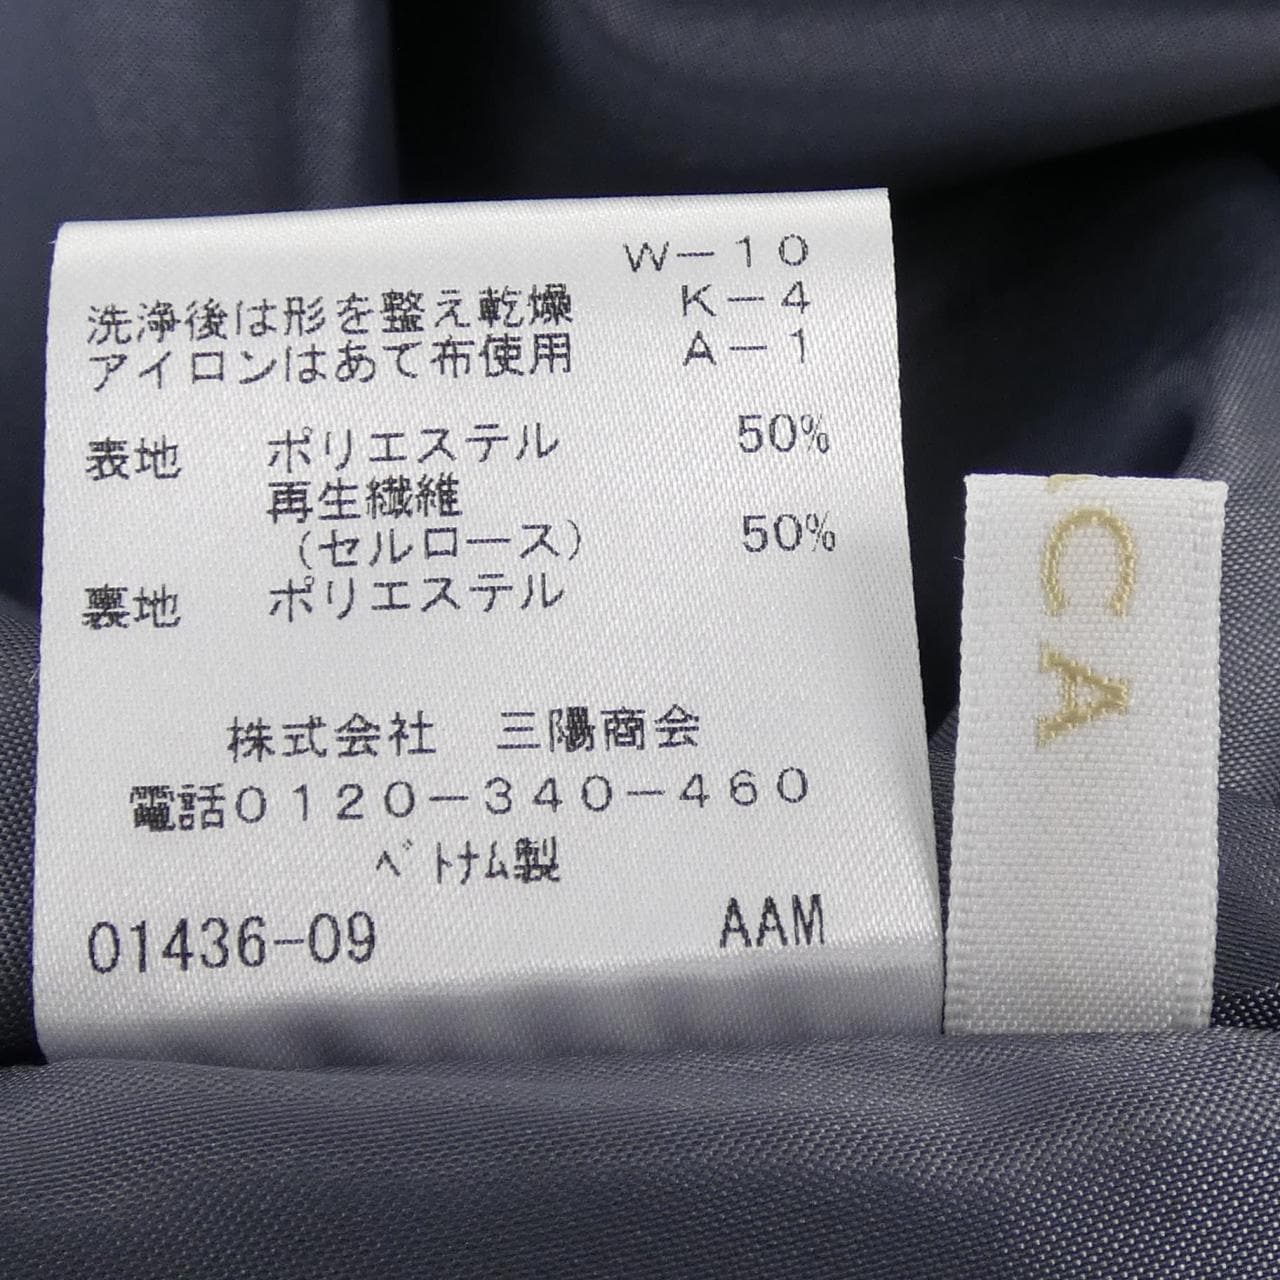 W-10
洗浄後は形を整え乾燥 K-4
アイロンはあて布使用 A-1
表地 ポリエステル 50%
再生繊維
(セルロース) 50%
裏地 ポリエステル
株式会社 三陽商会
電話0120-340-460
ベトナム製
01436-09 AAM
CA